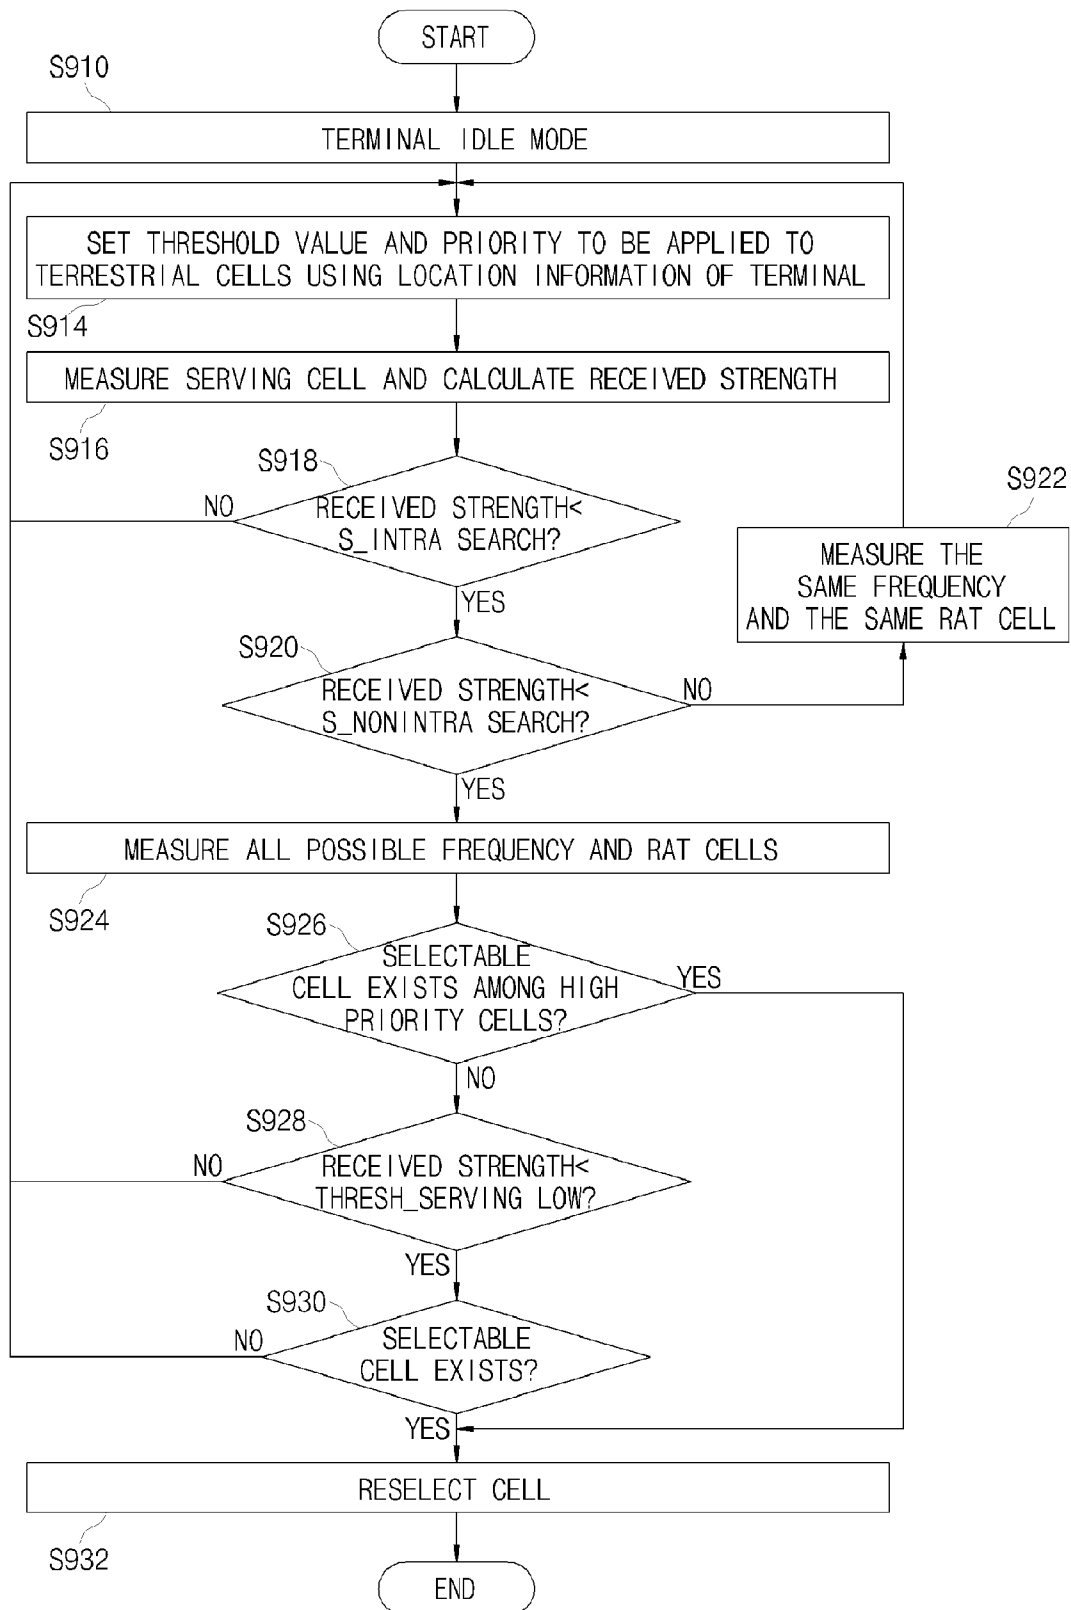 START
S910
TERMINAL IDLE MODE
SET THRESHOLD VALUE AND PRIORITY TO BE APPLIED TO
TERRESTRIAL CELLS USING LOCATION INFORMATION OF TERMINAL
S914
MEASURE SERVING CELL AND CALCULATE RECEIVED STRENGTH
S916
S918
NO
RECEIVED STRENGTH<
S_INTRA SEARCH?
YES
S922
MEASURE THE
SAME FREQUENCY
AND THE SAME RAT CELL
S920
RECEIVED STRENGTH<
S_NONINTRA SEARCH?
NO
YES
MEASURE ALL POSSIBLE FREQUENCY AND RAT CELLS
S924
S926
SELECTABLE
CELL EXISTS AMONG HIGH
PRIORITY CELLS?
YES
NO
S928
NO
RECEIVED STRENGTH<
THRESH_SERVING LOW?
YES
S930
NO
SELECTABLE
CELL EXISTS?
YES
RESELECT CELL
S932
END